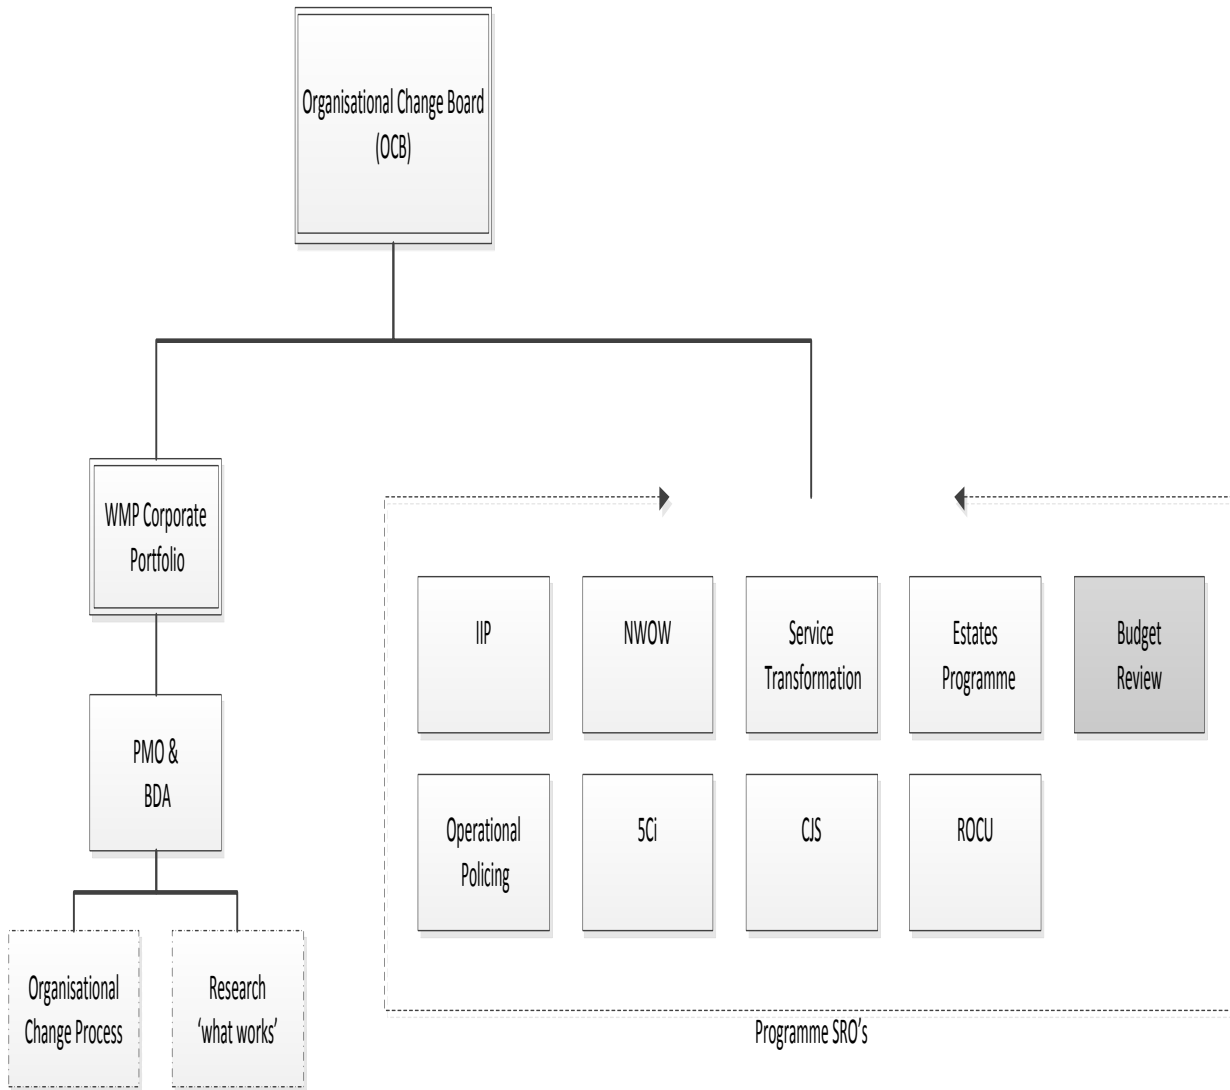 Organisational Change Board
(OCB)
WMP Corporate
Portfolio
IIP
NWOW
Service
Transformation
Estates
Programme
Budget
Review
PMO &
BDA
Operational
Policing
5Ci
CJS
ROCU
Organisational
Change Process
Research
‘what works’
Programme SRO’s